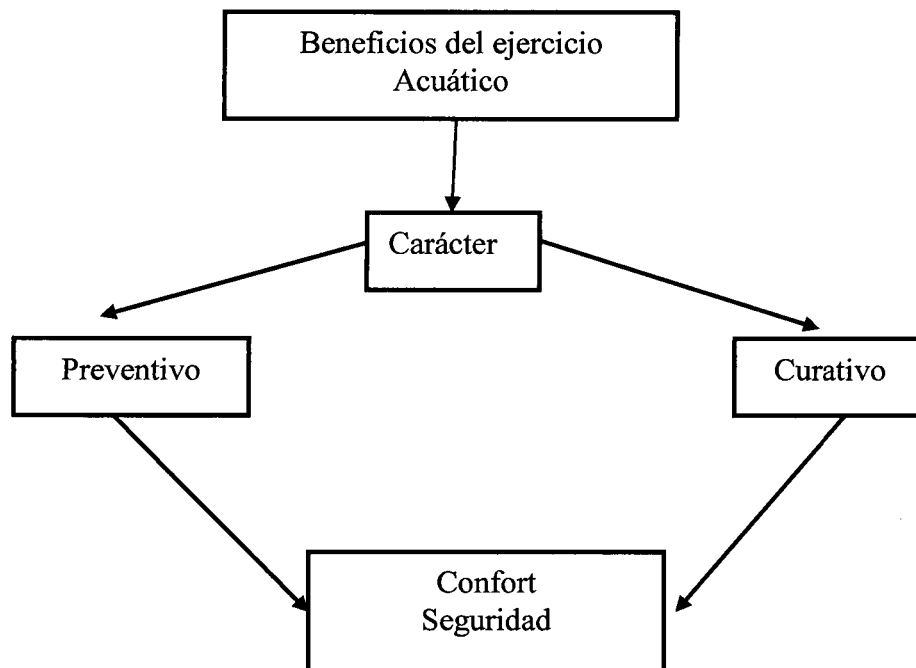 Beneficios del ejercicio
Acuático
Carácter
Preventivo
Curativo
Confort
Seguridad